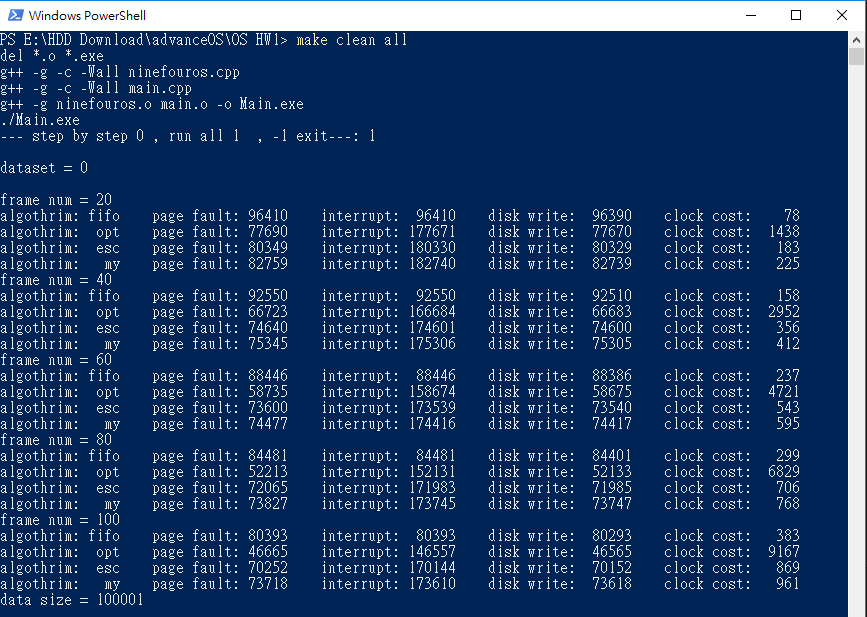 Windows PowerShell
PS E:\HDD Download\advanceOS\OS HW1> make clean all
del *.o *.exe
g++ -g -c -Wall ninefouros.cpp
g++ -g -c -Wall main.cpp
g++ -g ninefouros.o main.o -o Main.exe
./Main.exe
--- step by step 0 , run all 1  , -1 exit---: 1
dataset = 0
frame num = 20
algothrim: fifo    page fault: 96410    interrupt:  96410    disk write:  96390    clock cost:    78
algothrim:  opt    page fault: 77690    interrupt: 177671    disk write:  77670    clock cost:  1438
algothrim:  esc    page fault: 80349    interrupt: 180330    disk write:  80329    clock cost:   183
algothrim:   my    page fault: 82759    interrupt: 182740    disk write:  82739    clock cost:   225
frame num = 40
algothrim: fifo    page fault: 92550    interrupt:  92550    disk write:  92510    clock cost:   158
algothrim:  opt    page fault: 66723    interrupt: 166684    disk write:  66683    clock cost:  2952
algothrim:  esc    page fault: 74640    interrupt: 174601    disk write:  74600    clock cost:   356
algothrim:   my    page fault: 75345    interrupt: 175306    disk write:  75305    clock cost:   412
frame num = 60
algothrim: fifo    page fault: 88446    interrupt:  88446    disk write:  88386    clock cost:   237
algothrim:  opt    page fault: 58735    interrupt: 158674    disk write:  58675    clock cost:  4721
algothrim:  esc    page fault: 73600    interrupt: 173539    disk write:  73540    clock cost:   543
algothrim:   my    page fault: 74477    interrupt: 174416    disk write:  74417    clock cost:   595
frame num = 80
algothrim: fifo    page fault: 84481    interrupt:  84481    disk write:  84401    clock cost:   299
algothrim:  opt    page fault: 52213    interrupt: 152131    disk write:  52133    clock cost:  6829
algothrim:  esc    page fault: 72065    interrupt: 171983    disk write:  71985    clock cost:   706
algothrim:   my    page fault: 73827    interrupt: 173745    disk write:  73747    clock cost:   768
frame num = 100
algothrim: fifo    page fault: 80393    interrupt:  80393    disk write:  80293    clock cost:   383
algothrim:  opt    page fault: 46665    interrupt: 146557    disk write:  46565    clock cost:  9167
algothrim:  esc    page fault: 70252    interrupt: 170144    disk write:  70152    clock cost:   869
algothrim:   my    page fault: 73718    interrupt: 173610    disk write:  73618    clock cost:   961
data size = 100001